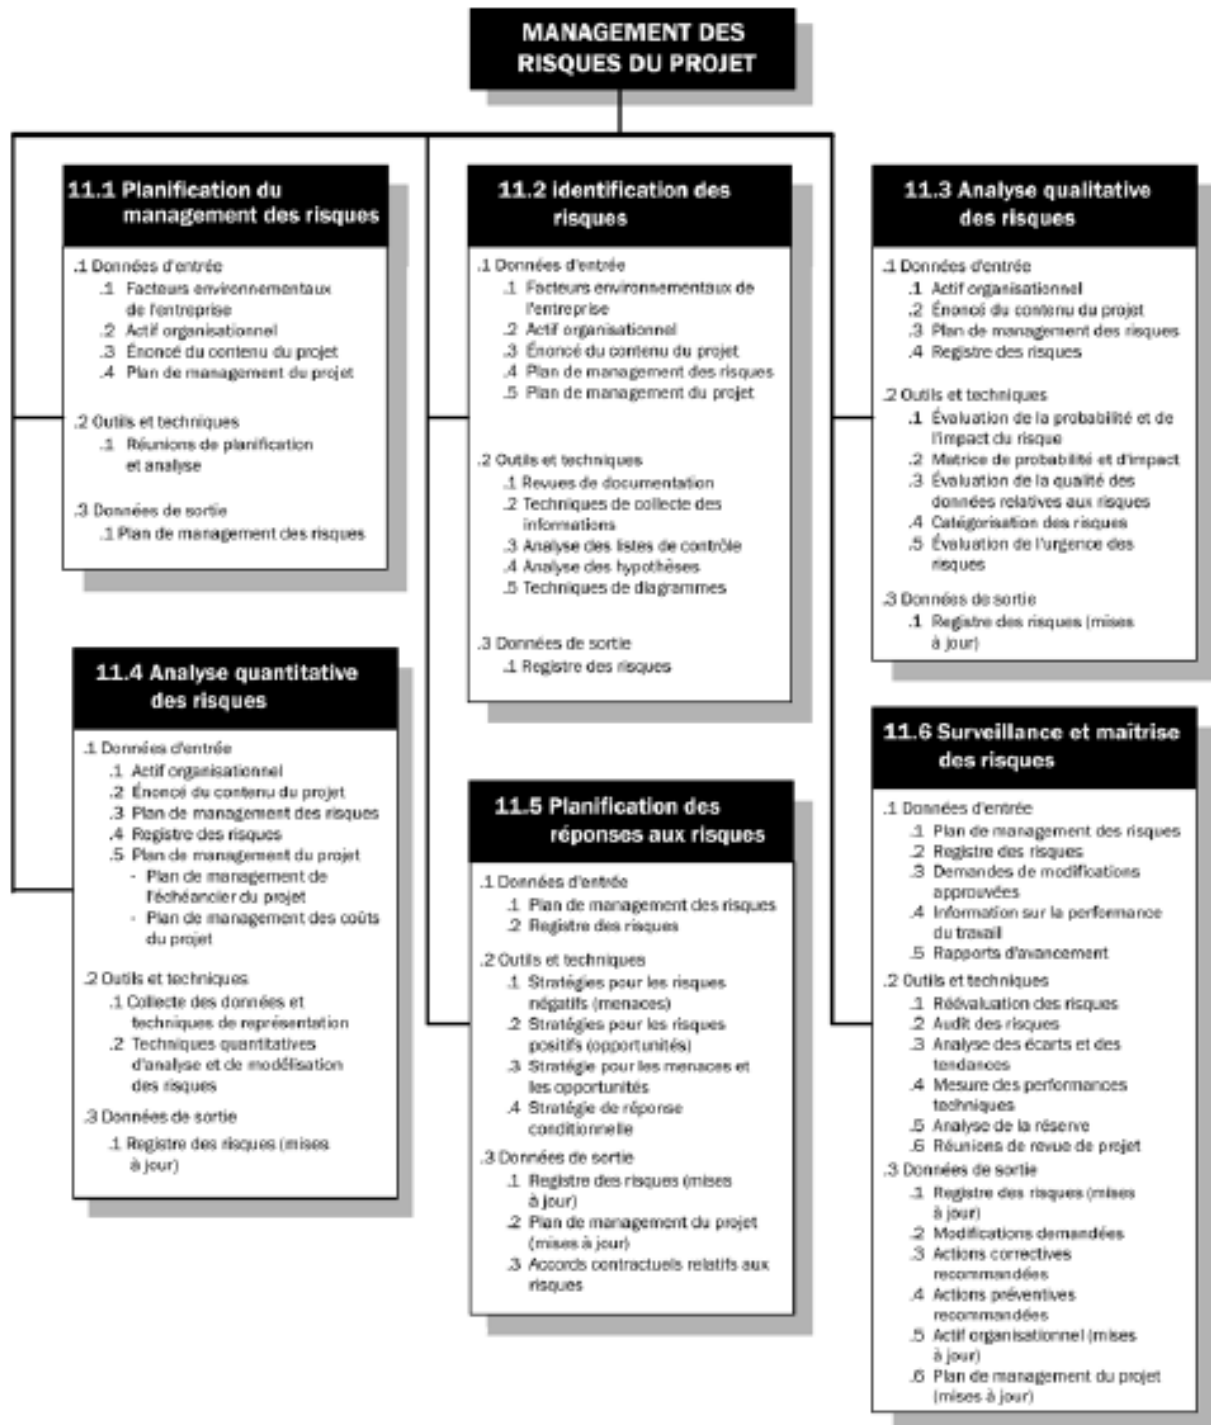 MANAGEMENT DES
RISQUES DU PROJET
11.1 Planification du
management des risques
.1 Données d'entrée
.1 Facteurs environnementaux
de l'entreprise
.2 Actif organisationnel
.3 Énoncé du contenu du projet
.4 Plan de management du projet
.2 Outils et techniques
.1 Réunions de planification
et analyse
.3 Données de sortie
.1 Plan de management des risques
11.2 identification des
risques
.1 Données d'entrée
.1 Facteurs environnementaux de
l'entreprise
.2 Actif organisationnel
.3 Énoncé du contenu du projet
.4 Plan de management des risques
.5 Plan de management du projet
.2 Outils et techniques
.1 Revues de documentation
.2 Techniques de collecte des
informations
.3 Analyse des listes de contrôle
.4 Analyse des hypothèses
.5 Techniques de diagrammes
.3 Données de sortie
.1 Registre des risques
11.3 Analyse qualitative
des risques
.1 Données d'entrée
.1 Actif organisationnel
.2 Énoncé du contenu du projet
.3 Plan de management des risques
.4 Registre des risques
.2 Outils et techniques
.1 Évaluation de la probabilité et de
l'impact du risque
.2 Matrice de probabilité et d'impact
.3 Évaluation de la qualité des
données relatives aux risques
.4 Catégorisation des risques
.5 Évaluation de l'urgence des
risques
.3 Données de sortie
.1 Registre des risques (mises
à jour)
11.4 Analyse quantitative
des risques
.1 Données d'entrée
.1 Actif organisationnel
.2 Énoncé du contenu du projet
.3 Plan de management des risques
.4 Registre des risques
.5 Plan de management du projet
- Plan de management de
l'échéancier du projet
- Plan de management des coûts
du projet
.2 Outils et techniques
.1 Collecte des données et
techniques de représentation
.2 Techniques quantitatives
d'analyse et de modélisation
des risques
.3 Données de sortie
.1 Registre des risques (mises
à jour)
11.5 Planification des
réponses aux risques
.1 Données d'entrée
.1 Plan de management des risques
.2 Registre des risques
.2 Outils et techniques
.1 Stratégies pour les risques
négatifs (menaces)
.2 Stratégies pour les risques
positifs (opportunités)
.3 Stratégie pour les menaces et
les opportunités
.4 Stratégie de réponse
conditionnelle
.3 Données de sortie
.1 Registre des risques (mises
à jour)
.2 Plan de management du projet
(mises à jour)
.3 Accords contractuels relatifs aux
risques
11.6 Surveillance et maîtrise
des risques
.1 Données d'entrée
.1 Plan de management des risques
.2 Registre des risques
.3 Demandes de modifications
approuvées
.4 Information sur la performance
du travail
.5 Rapports d'avancement
.2 Outils et techniques
.1 Réévaluation des risques
.2 Audit des risques
.3 Analyse des écarts et des
tendances
.4 Mesure des performances
techniques
.5 Analyse de la réserve
.6 Réunions de revue de projet
.3 Données de sortie
.1 Registre des risques (mises
à jour)
.2 Modifications demandées
.3 Actions correctives
recommandées
.4 Actions préventives
recommandées
.5 Actif organisationnel (mises
à jour)
.6 Plan de management du projet
(mises à jour)